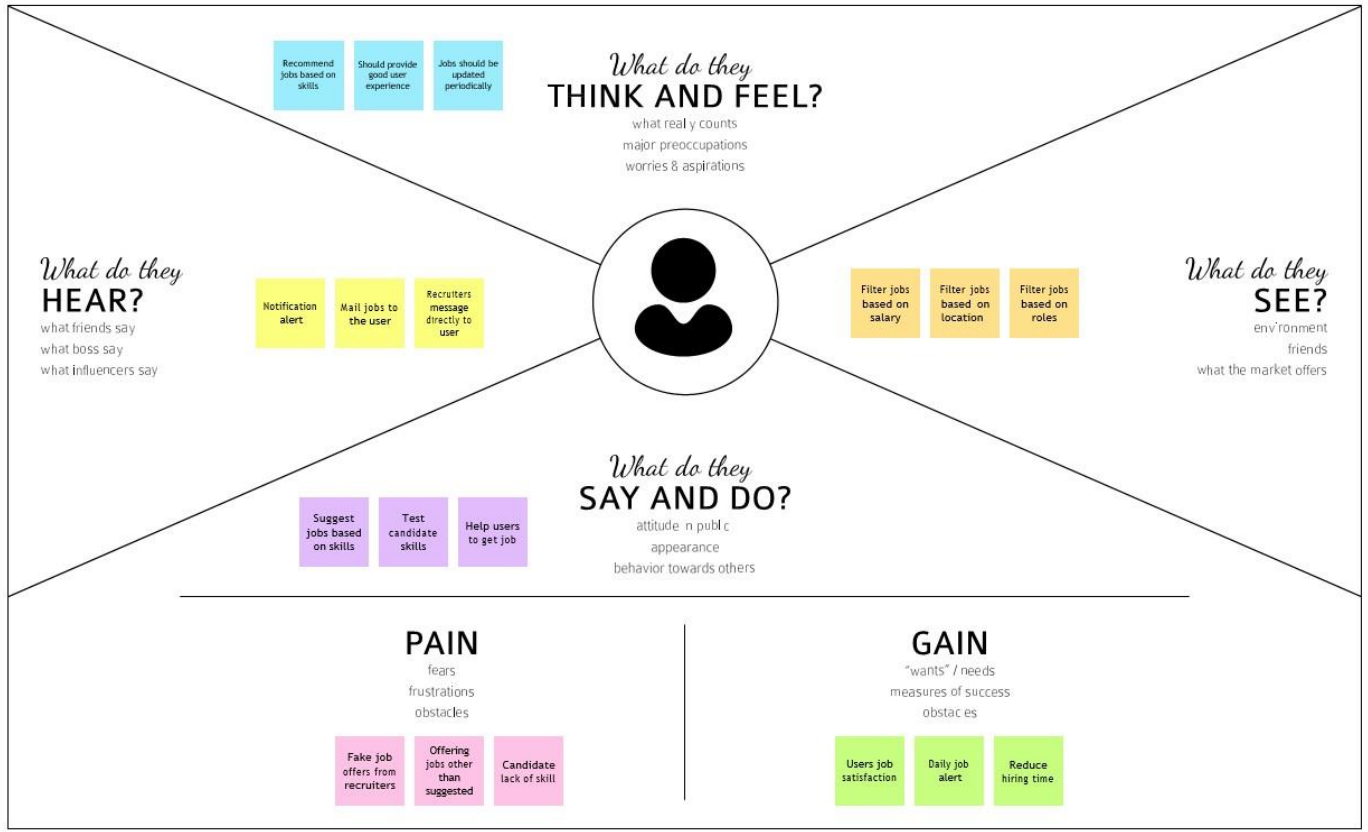 Recommend
jobs based on
skills
Should provide
good user
experience
Jobs should be
updated
periodically
What do they
THINK AND FEEL?
what real y counts
major preoccupations
worries & aspirations
What do they
HEAR?
what friends say
what boss say
what influencers say
Notification
alert
Mail jobs to
the user
Recruiters
message
directly to
user
Filter jobs
based on
salary
Filter jobs
based on
location
Filter jobs
based on
roles
What do they
SEE?
env'ronment
friends
what the market offers
What do they
SAY AND DO?
attitude n publ c
appearance
behavior towards others
Suggest
jobs based
on skills
Test
candidate
skills
Help users
to get job
PAIN
fears
frustrations
obstacles
Fake job
offers from
recruiters
Offering
jobs other
than
suggested
Candidate
lack of skill
GAIN
"wants" / needs
measures of success
obstac es
Users job
satisfaction
Daily job
alert
Reduce
hiring time